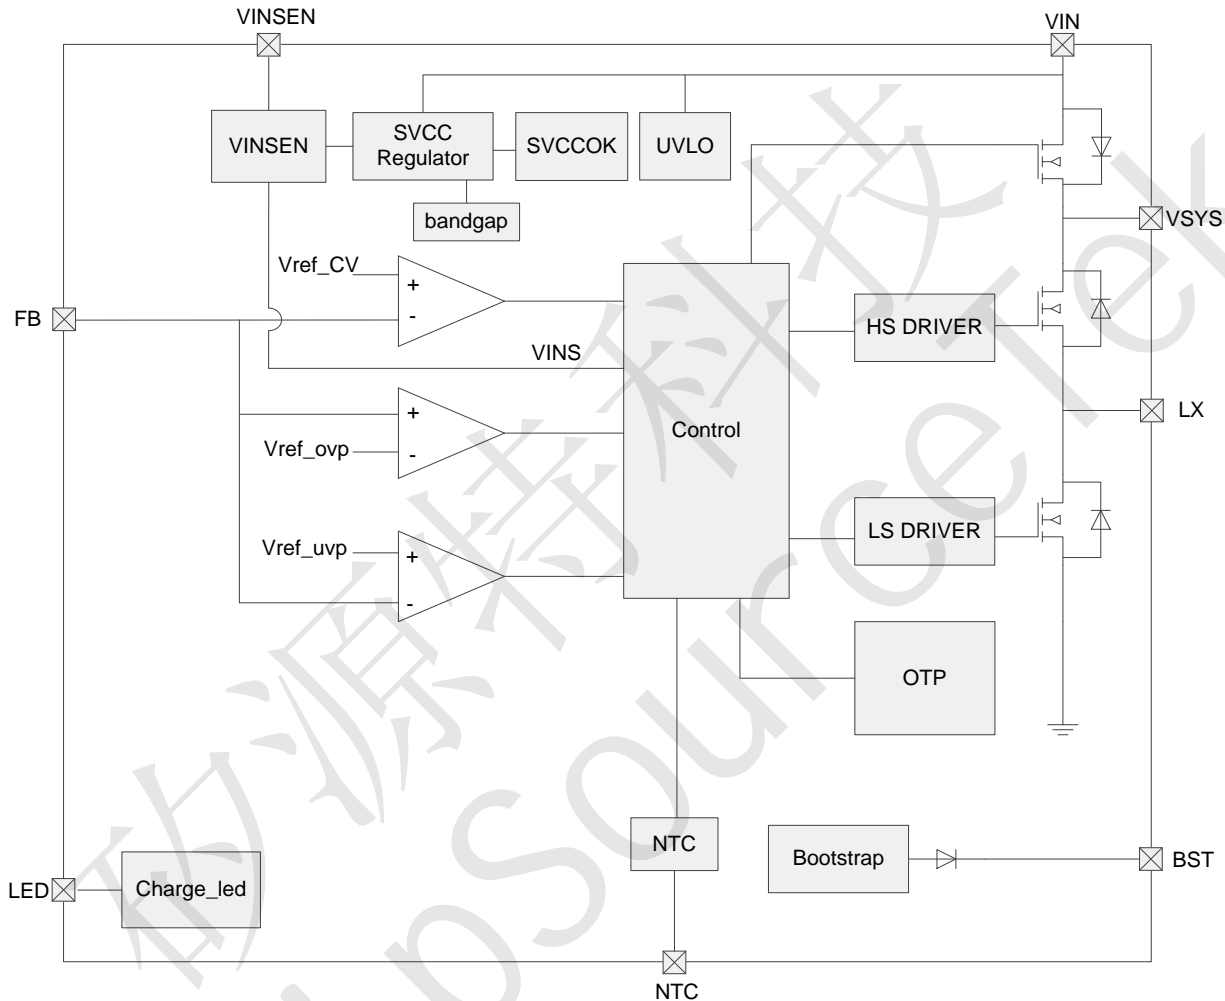 VINSEN
VIN
VINSEN
SVCC
Regulator
SVCCOK
UVLO
bandgap
VSYS
Vref_CV
+
-
FB
HS DRIVER
VINS
+
Vref_ovp
-
Control
LX
Vref_uvp
+
-
LS DRIVER
OTP
NTC
Bootstrap
BST
LED
Charge_led
NTC
矽源特科技
pSourceTek